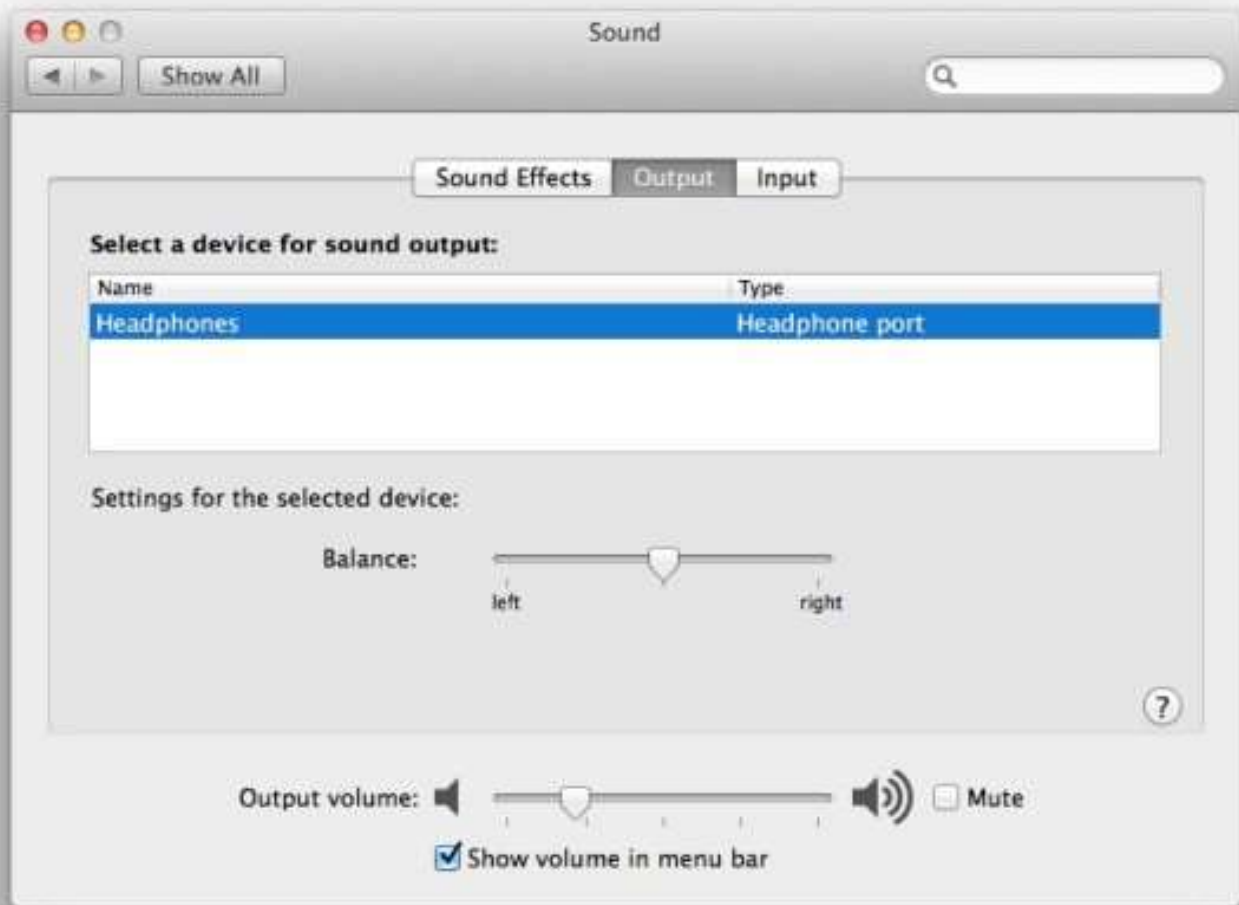 Sound
Show All
Sound Effects Output Input
Select a device for sound output:
Name Type
Headphones Headphone port
Settings for the selected device:
Balance:
left right
?
Output volume: Mute
Show volume in menu bar